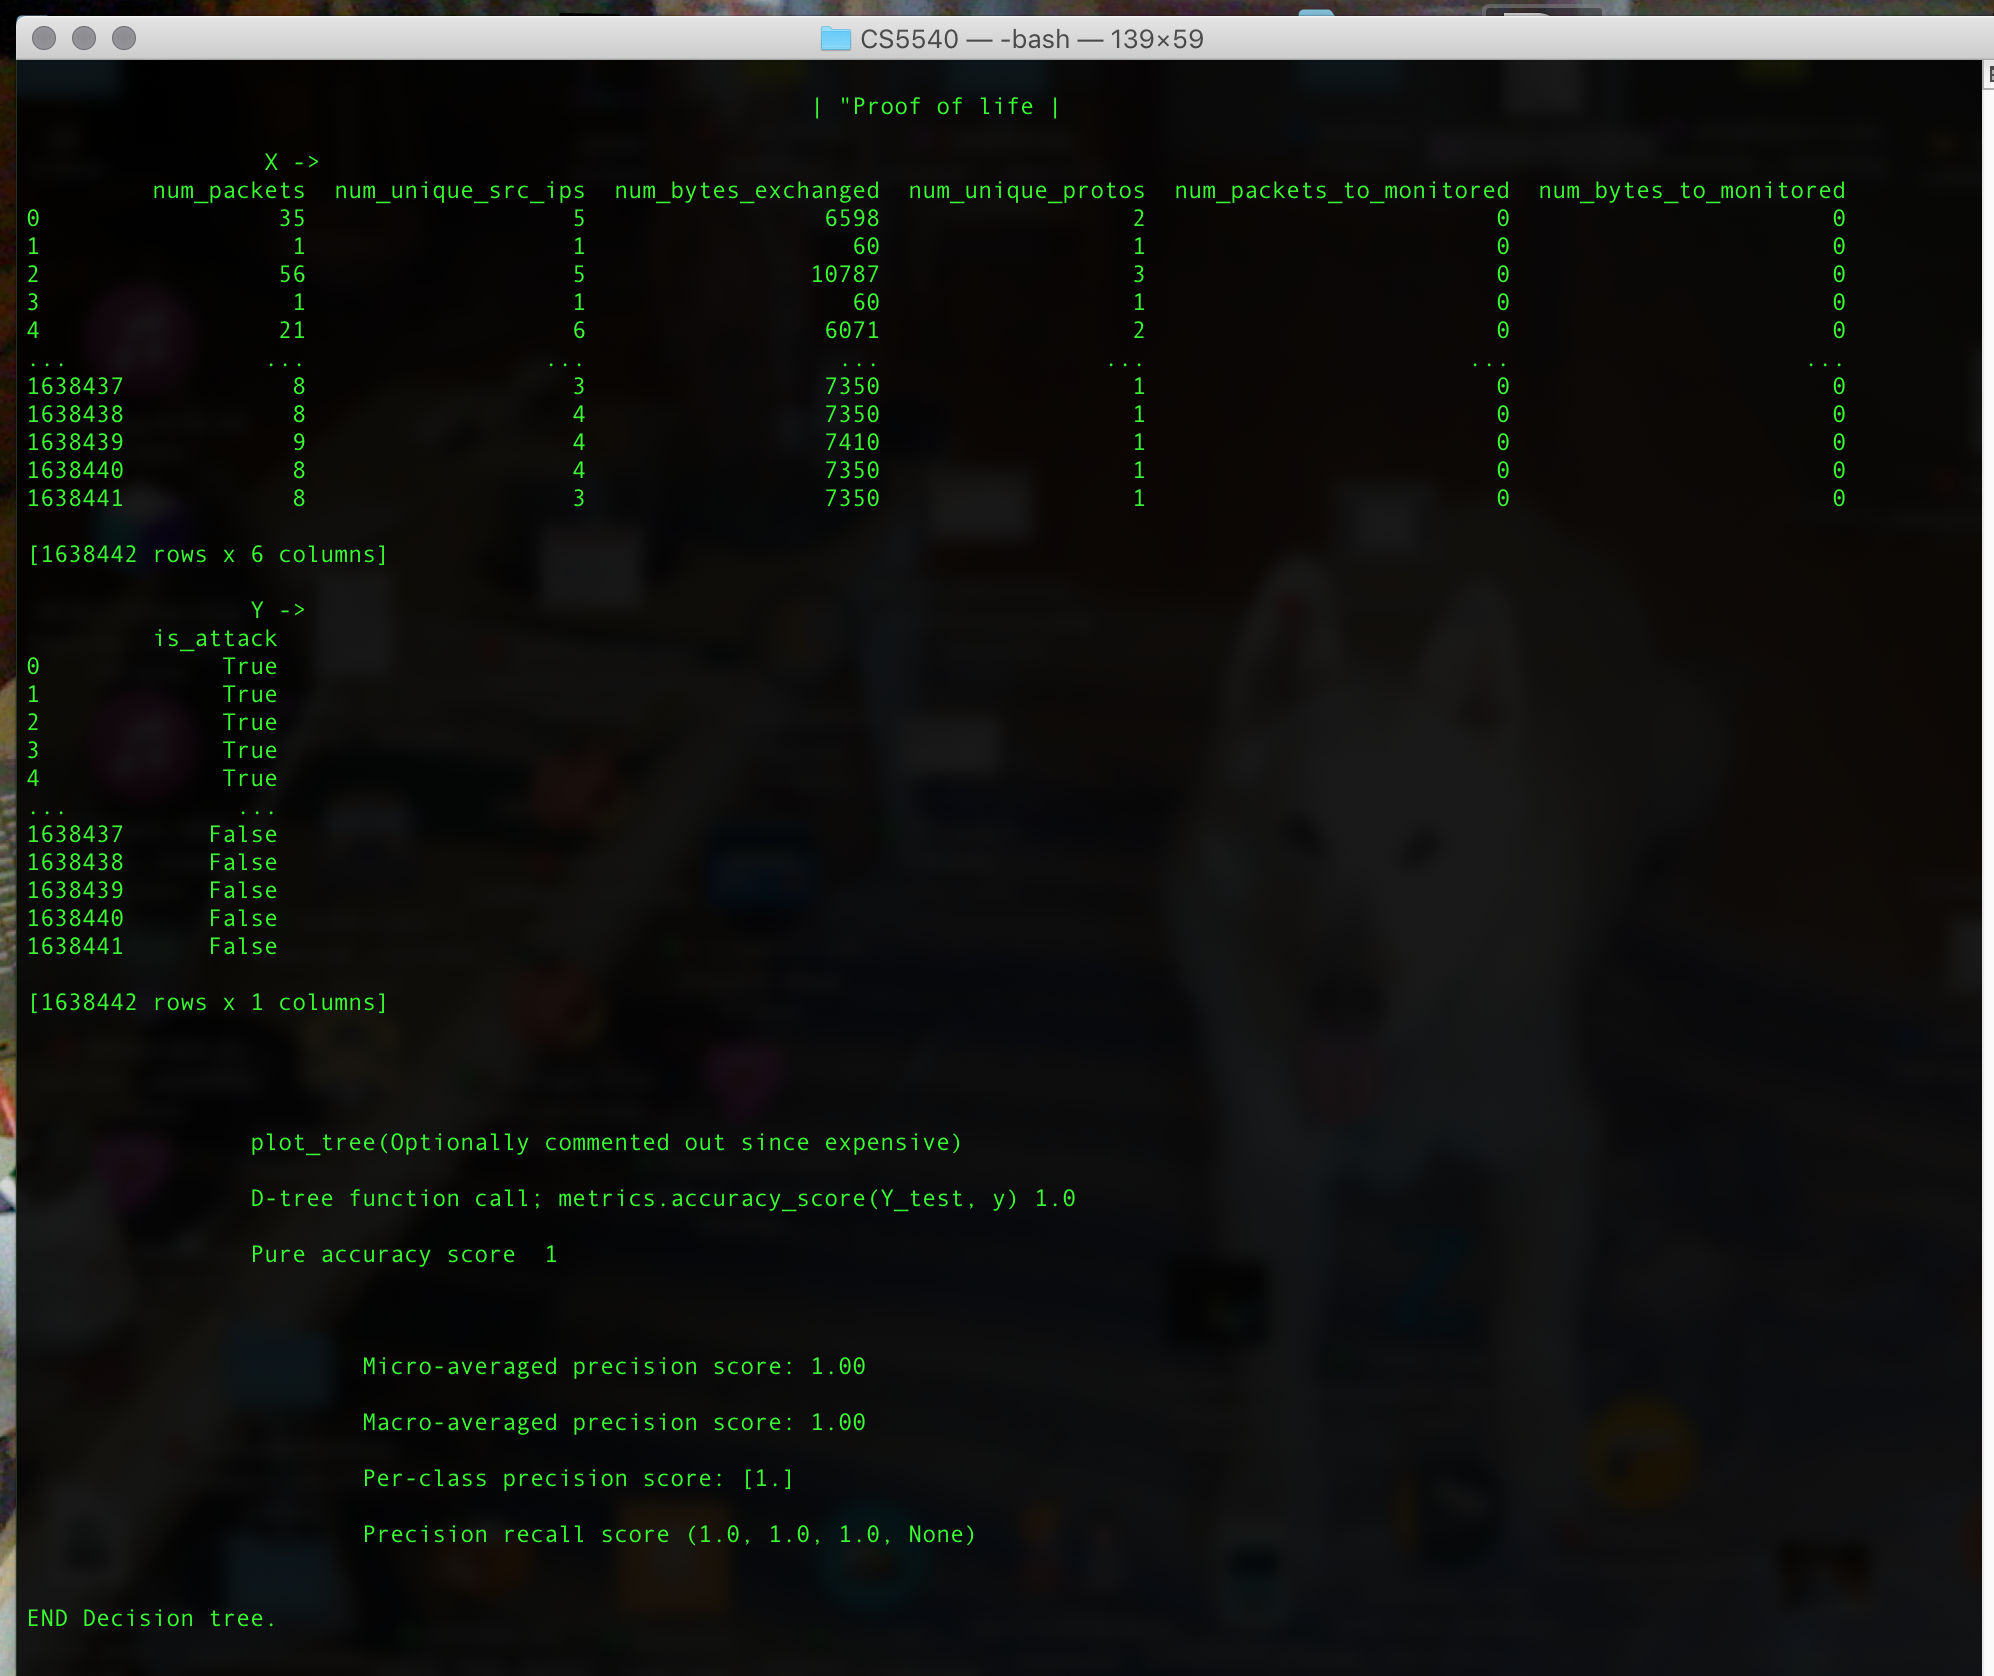 CS5540 — -bash — 139×59
| "Proof of life |
X ->
num_packets  num_unique_src_ips  num_bytes_exchanged  num_unique_protos  num_packets_to_monitored  num_bytes_to_monitored
0  35  5  6598  2  0  0
1  1  1  60  1  0  0
2  56  5  10787  3  0  0
3  1  1  60  1  0  0
4  21  6  6071  2  0  0
...  ...  ...  ...  ...  ...  ...
1638437  8  3  7350  1  0  0
1638438  8  4  7350  1  0  0
1638439  9  4  7410  1  0  0
1638440  8  4  7350  1  0  0
1638441  8  3  7350  1  0  0
[1638442 rows x 6 columns]
Y ->
is_attack
0  True
1  True
2  True
3  True
4  True
...  ...
1638437  False
1638438  False
1638439  False
1638440  False
1638441  False
[1638442 rows x 1 columns]
plot_tree(Optionally commented out since expensive)
D-tree function call; metrics.accuracy_score(Y_test, y) 1.0
Pure accuracy score  1
Micro-averaged precision score: 1.00
Macro-averaged precision score: 1.00
Per-class precision score: [1.]
Precision recall score (1.0, 1.0, 1.0, None)
END Decision tree.